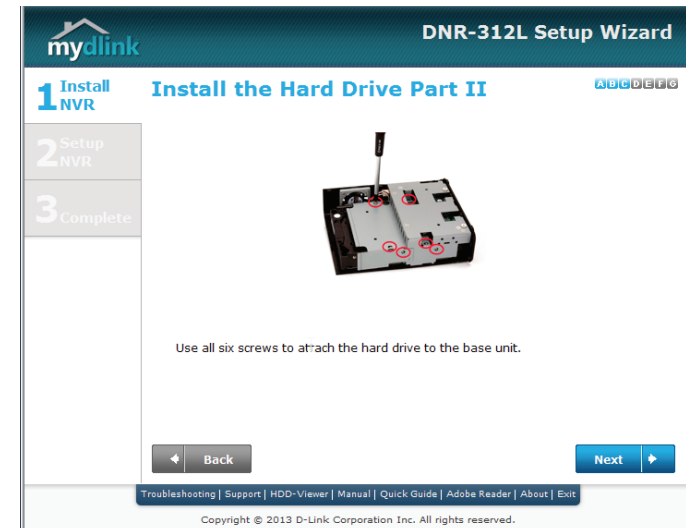 mydlink
DNR-312L Setup Wizard
1 Install
NVR
Install the Hard Drive Part II
A B C D E F G
2 Setup
NVR
3 Complete
Use all six screws to attach the hard drive to the base unit.
Back
Next
Troubleshooting | Support | HDD-Viewer | Manual | Quick Guide | Adobe Reader | About | Exit
Copyright © 2013 D-Link Corporation Inc. All rights reserved.